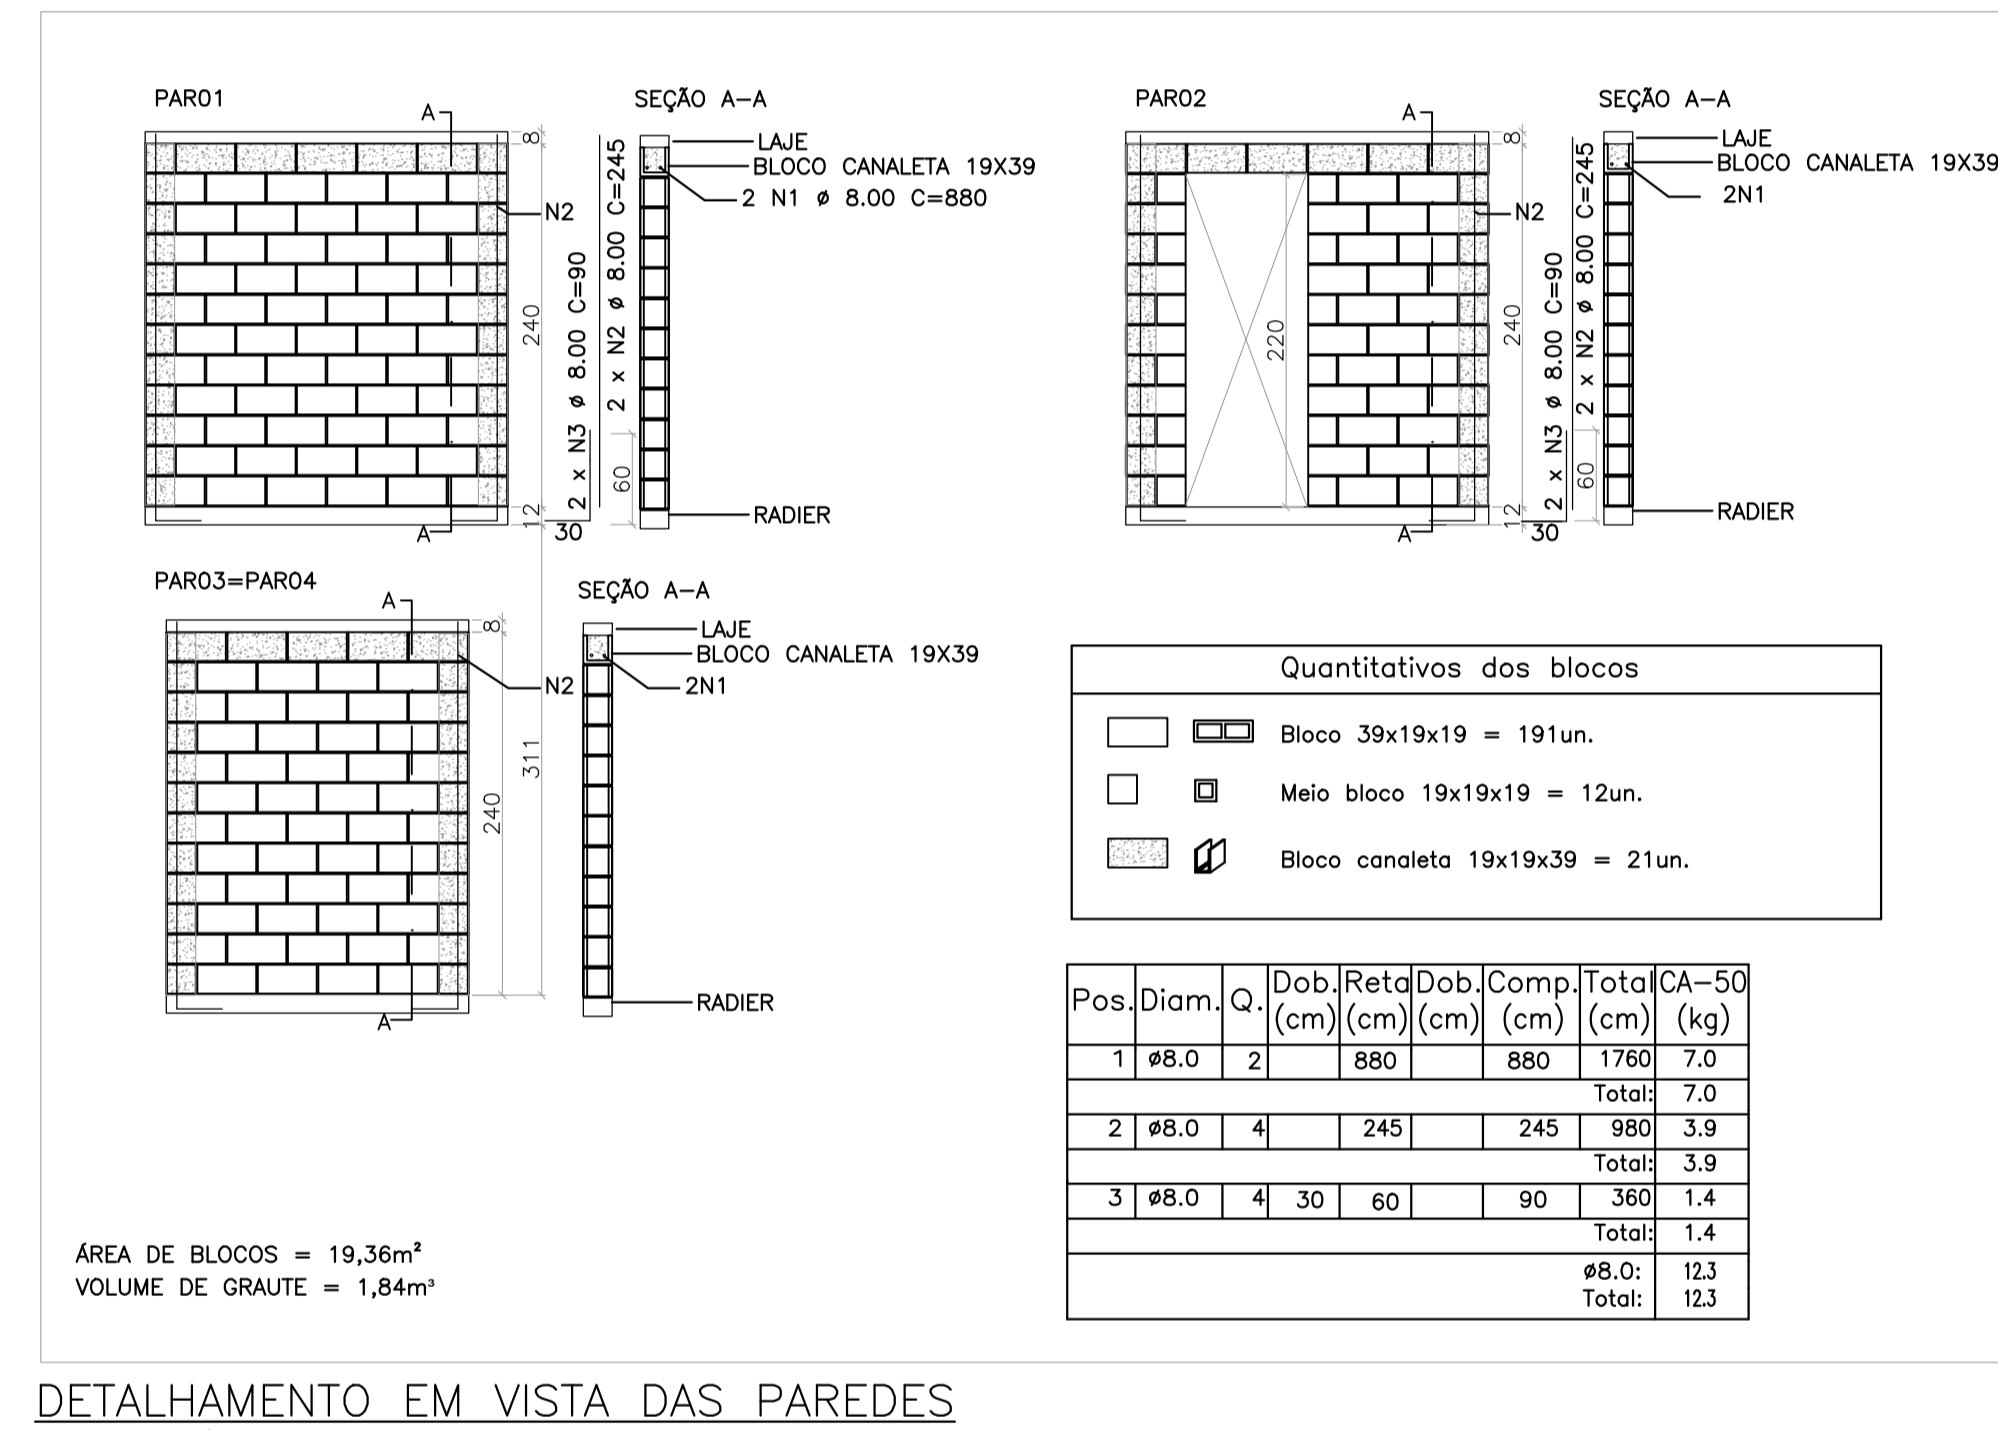 PAR01
A
SEÇÃO A-A
8
LAJE
BLOCO CANALETA 19X39
2 N1 ø 8.00 C=880
N2
240
2 x N3 ø 8.00 C=90
2 x N2 ø 8.00 C=245
60
12
30
A
RADIER
PAR02
A
SEÇÃO A-A
8
LAJE
BLOCO CANALETA 19X39
2N1
N2
220
240
2 x N3 ø 8.00 C=90
2 x N2 ø 8.00 C=245
60
12
30
A
RADIER
PAR03=PAR04
A
SEÇÃO A-A
8
LAJE
BLOCO CANALETA 19X39
2N1
N2
240
311
A
RADIER
Quantitativos dos blocos
Bloco 39x19x19 = 191un.
Meio bloco 19x19x19 = 12un.
Bloco canaleta 19x19x39 = 21un.
Pos. Diam. Q. Dob. (cm) Reta (cm) Dob. (cm) Comp. (cm) Total (cm) CA-50 (kg)
1 ø8.0 2 880 880 1760 7.0
Total: 7.0
2 ø8.0 4 245 245 980 3.9
Total: 3.9
3 ø8.0 4 30 60 90 360 1.4
Total: 1.4
ø8.0: 12.3
Total: 12.3
ÁREA DE BLOCOS = 19,36m²
VOLUME DE GRAUTE = 1,84m³
DETALHAMENTO EM VISTA DAS PAREDES